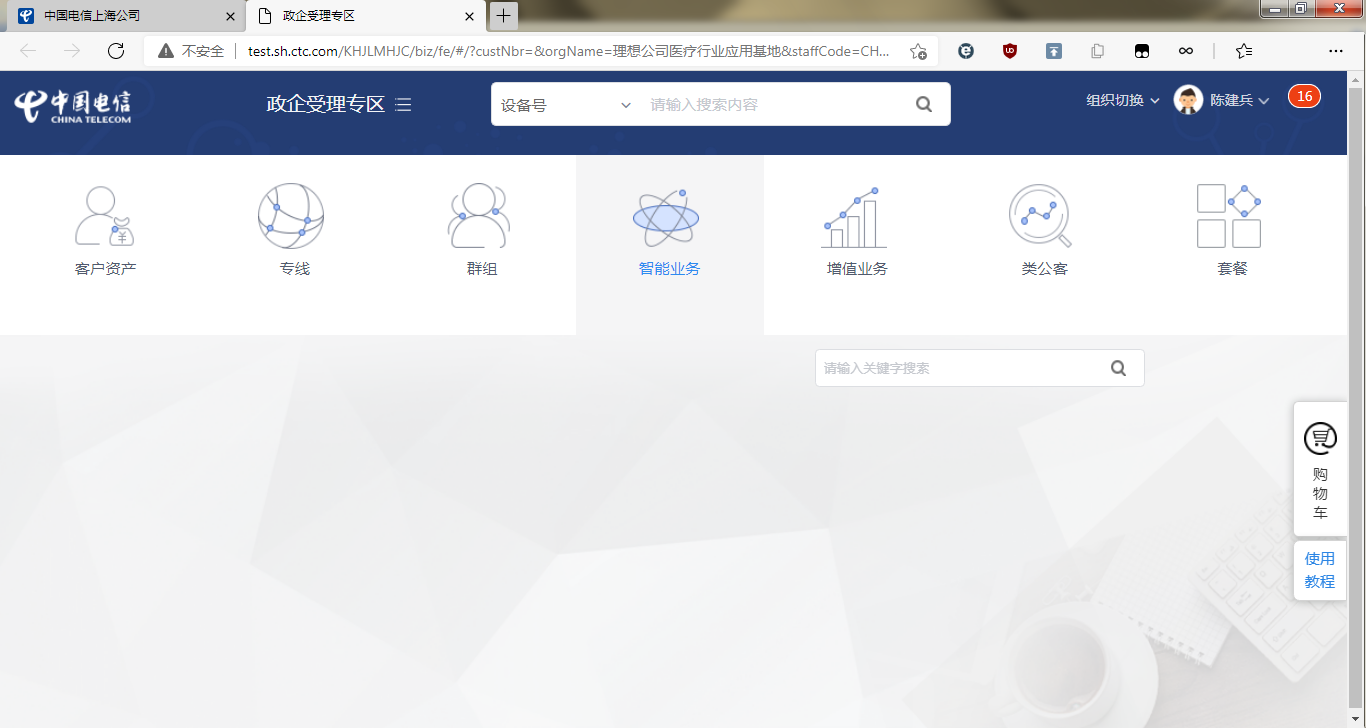 中国电信上海公司
政企受理专区
不安全
test.sh.ctc.com/KHJLMHJC/biz/fe/#/?custNbr=&orgName=理想公司医疗行业应用基地&staffCode=CH...
中国电信
CHINA TELECOM
政企受理专区
设备号
请输入搜索内容
组织切换
陈建兵
16
客户资产
专线
群组
智能业务
增值业务
类公客
套餐
请输入关键字搜索
购
物
车
使用
教程